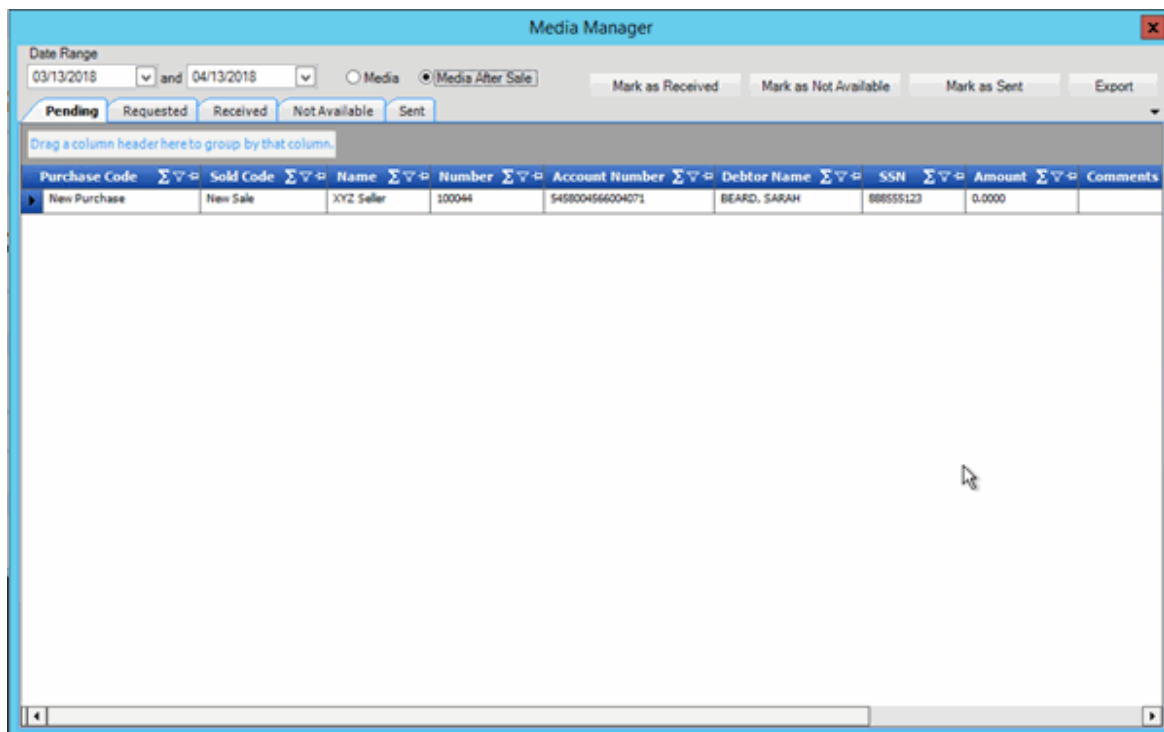 Media Manager
Date Range
03/13/2018 and 04/13/2018 Media Media After Sale Mark as Received Mark as Not Available Mark as Sent Export
Pending Requested Received Not Available Sent
Drag a column header here to group by that column.
Purchase Code Σ Sold Code Σ Name Σ Number Σ Account Number Σ Debtor Name Σ SSN Σ Amount Σ Comments
New Purchase New Sale XYZ Seller 100044 5458004566004071 BEARD, SARAH 888555123 0.0000